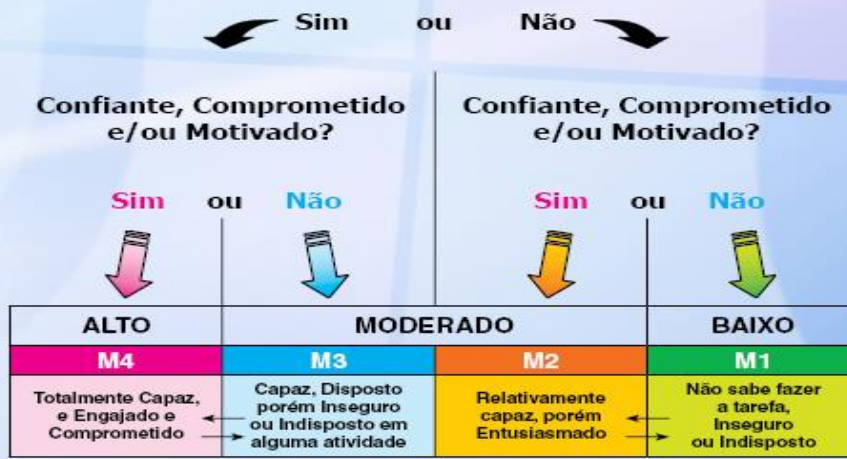 Sim ou Não
Confiante, Comprometido
e/ou Motivado?
Confiante, Comprometido
e/ou Motivado?
Sim ou Não
Sim ou Não
ALTO
MODERADO
BAIXO
M4
M3
M2
M1
Totalmente Capaz,
e Engajado e
Comprometido
Capaz, Disposto
porém Inseguro
ou Indisposto em
alguma atividade
Relativamente
capaz, porém
Entusiasmado
Não sabe fazer
a tarefa,
Inseguro
ou Indisposto